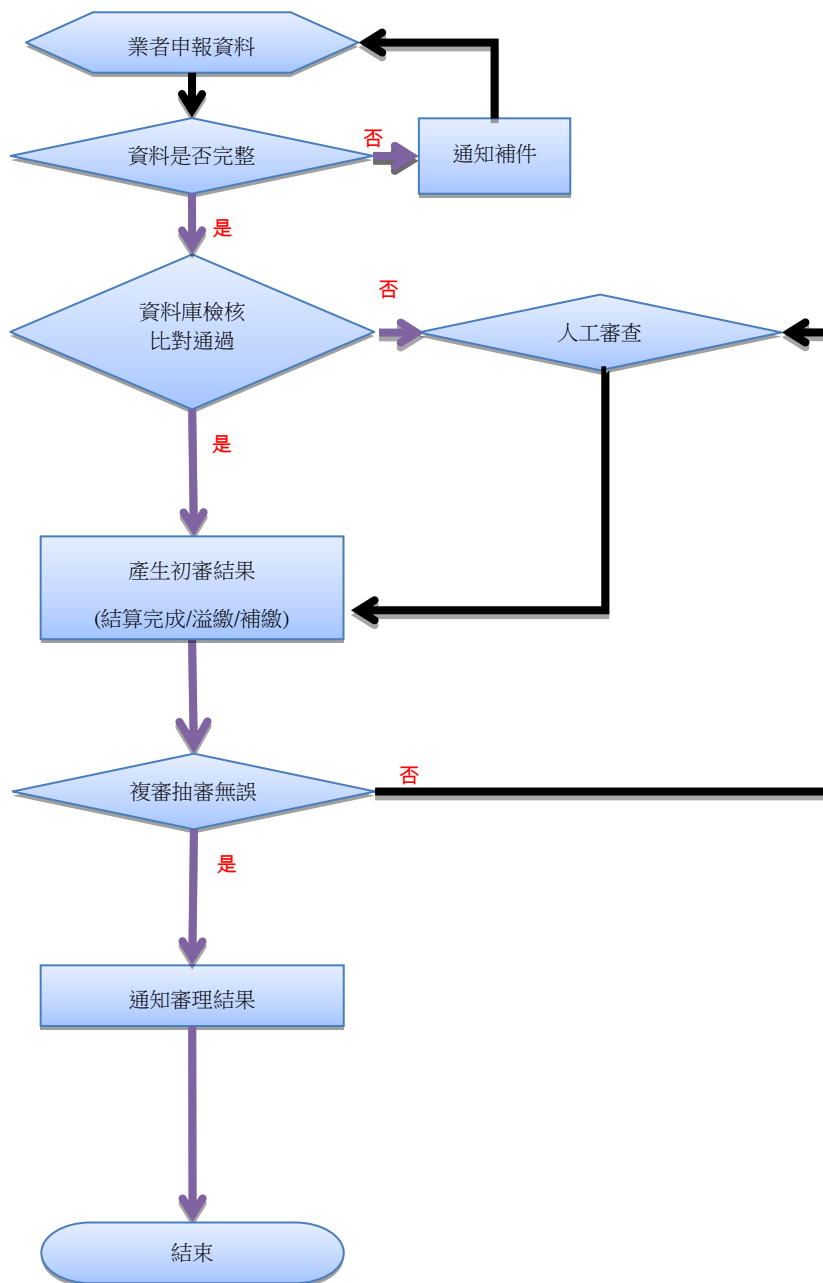 業者申報資料
資料是否完整
否
通知補件
是
資料庫檢核
比對通過
否
人工審查
是
產生初審結果
(結算完成/溢繳/補繳)
複審抽審無誤
否
是
通知審理結果
結束